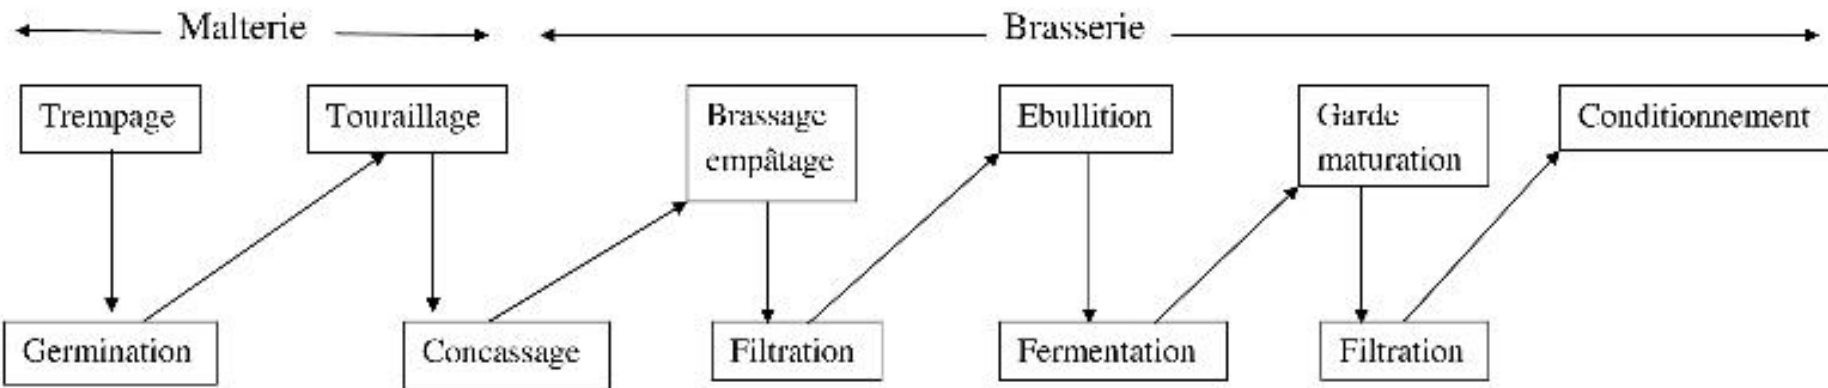 Malterie
Brasserie
Trempage
Touraillage
Brassage
empâtage
Ebullition
Garde
maturation
Conditionnement
Germination
Concassage
Filtration
Fermentation
Filtration